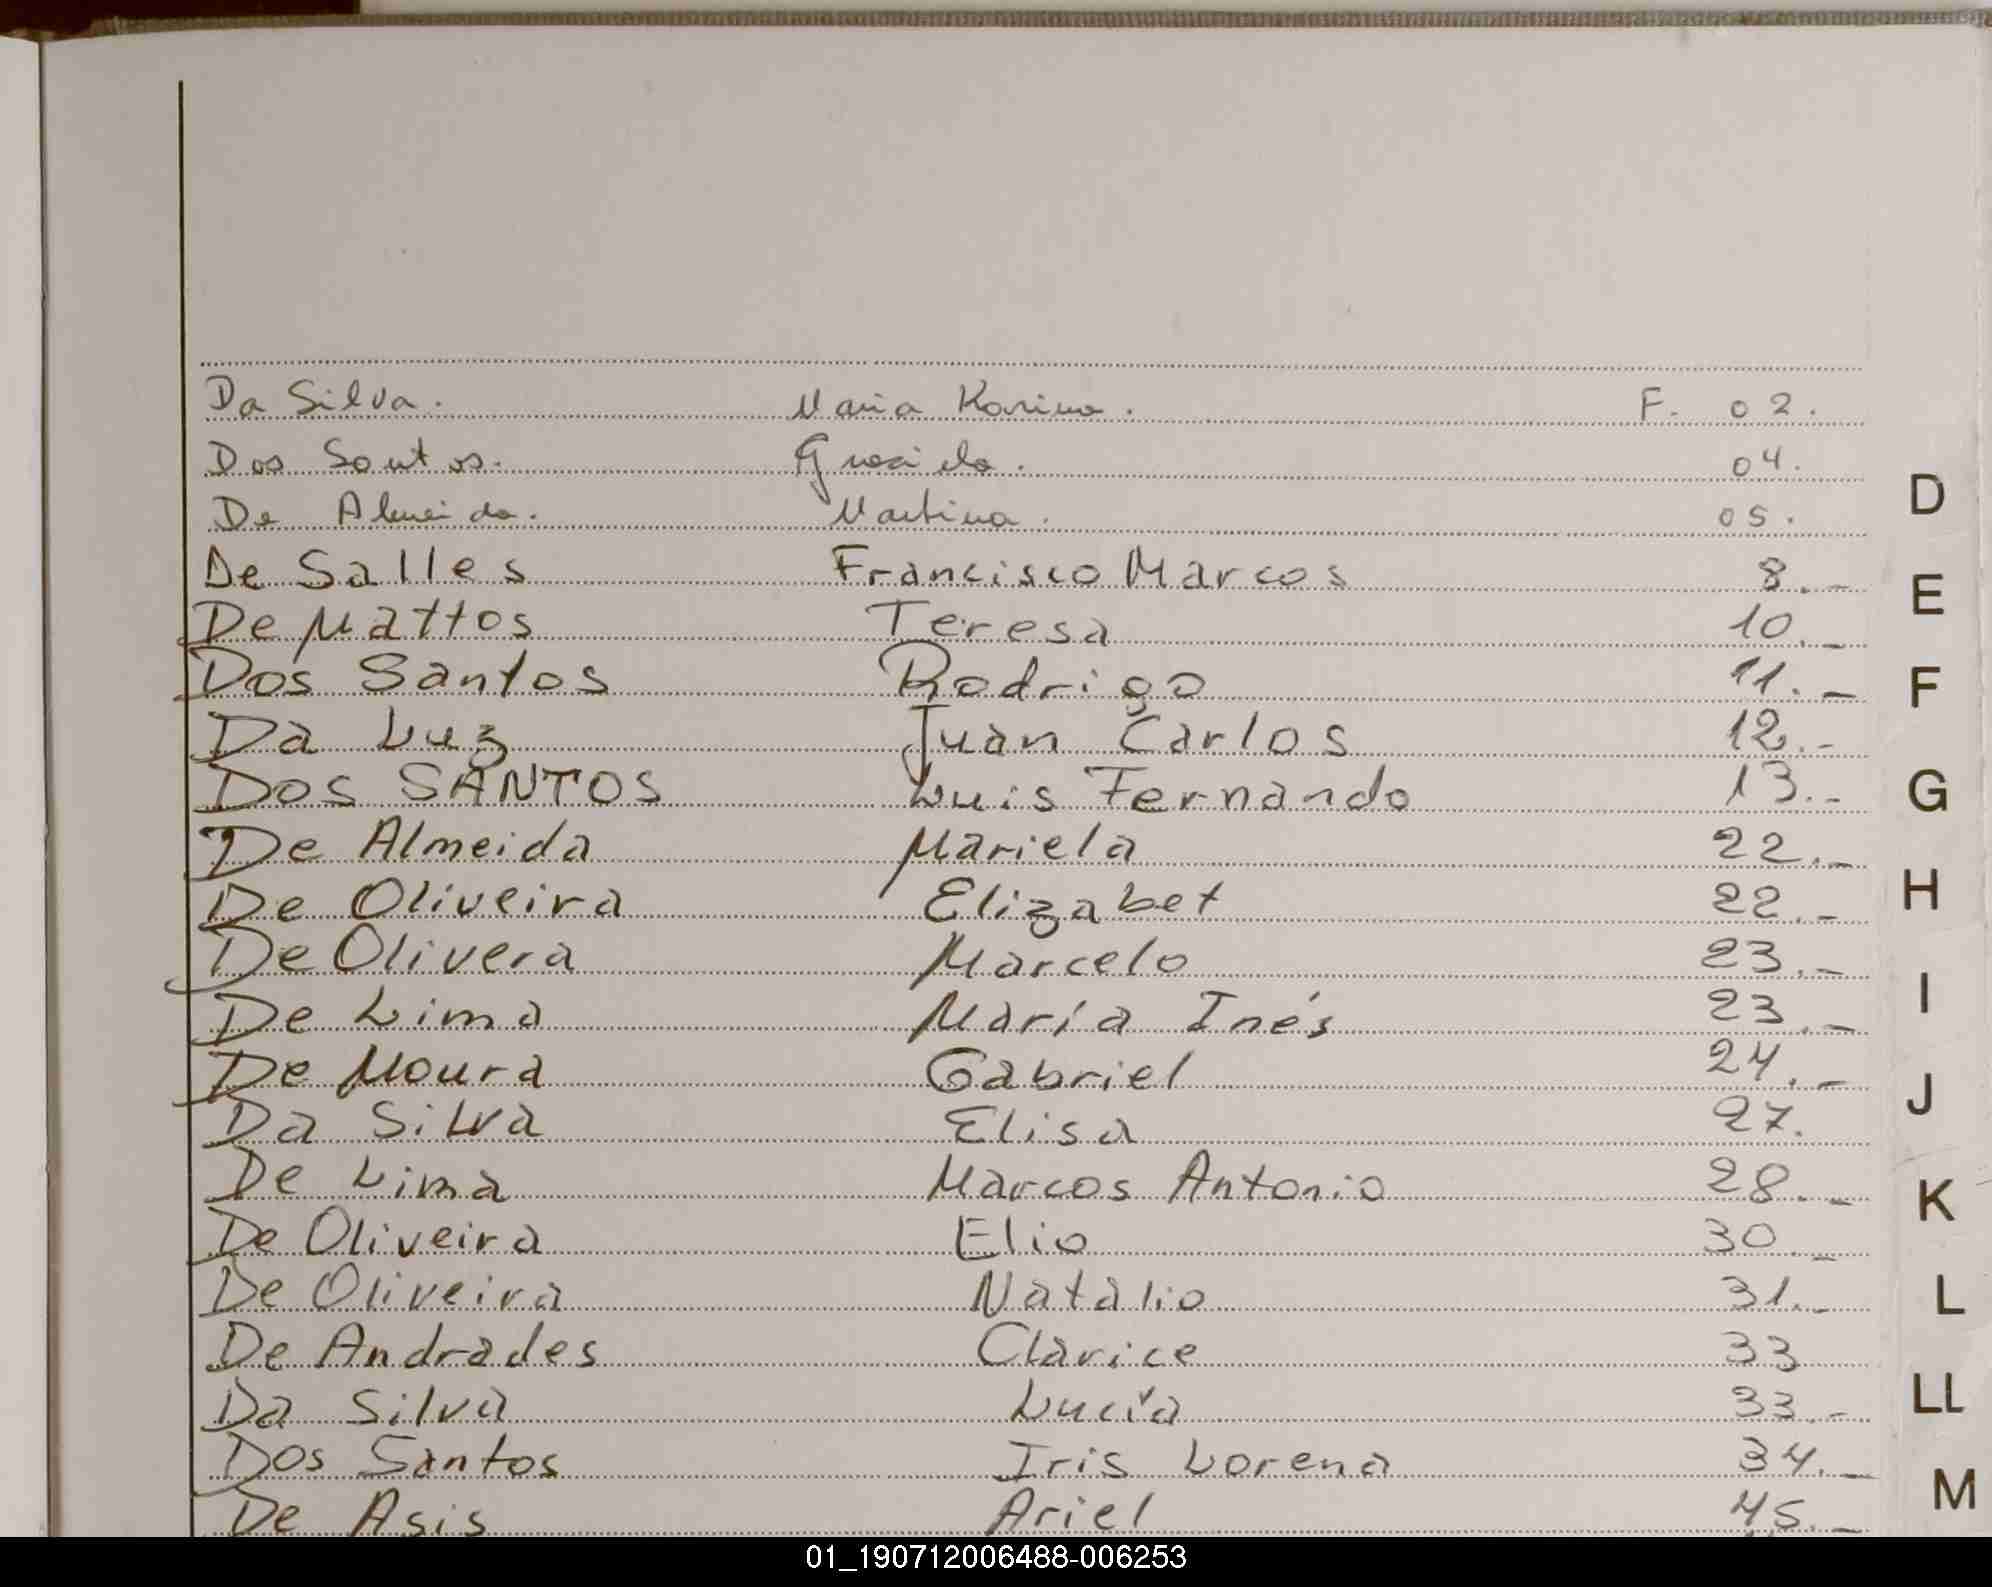 Da Silva. Maria Karina. F. 02.
Dos Santos. Graciela. 04.
De Almeida. Martina. 05.
D
De Salles Francisco Marcos 8.-
E
De Mattos Teresa 10.-
Dos Santos Rodrigo 11.-
F
Da Luz Juan Carlos 12.-
Dos SANTOS Luis Fernando 13.-
G
De Almeida Mariela 22.-
De Oliveira Elizabet 22.-
H
De Olivera Marcelo 23.-
I
De Lima María Inés 23.-
De Moura Gabriel 24.-
J
Da Silva Elisa 27.
De Lima Marcos Antonio 28.-
K
De Oliveira Elio 30.-
De Oliveira Natalio 31.-
L
De Andrades Clarice 33
Da Silva Lucía 33.-
LL
Dos Santos Iris Lorena 34.-
M
De Asis Ariel 45.-
01_190712006488-006253